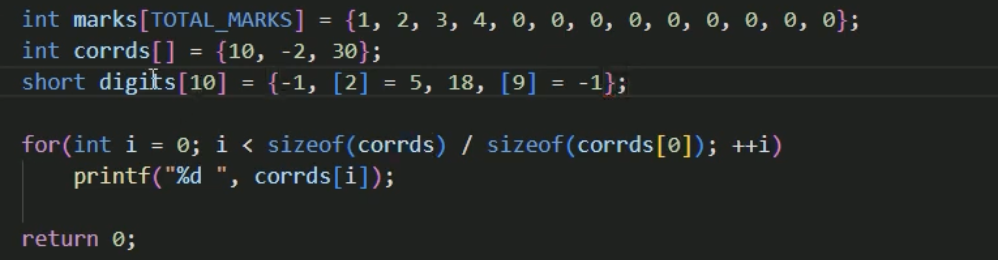 int marks[TOTAL_MARKS] = {1, 2, 3, 4, 0, 0, 0, 0, 0, 0, 0, 0, 0};
int corrds[] = {10, -2, 30};
short digits[10] = {-1, [2] = 5, 18, [9] = -1};
for(int i = 0; i < sizeof(corrds) / sizeof(corrds[0]); ++i)
printf("%d ", corrds[i]);
return 0;